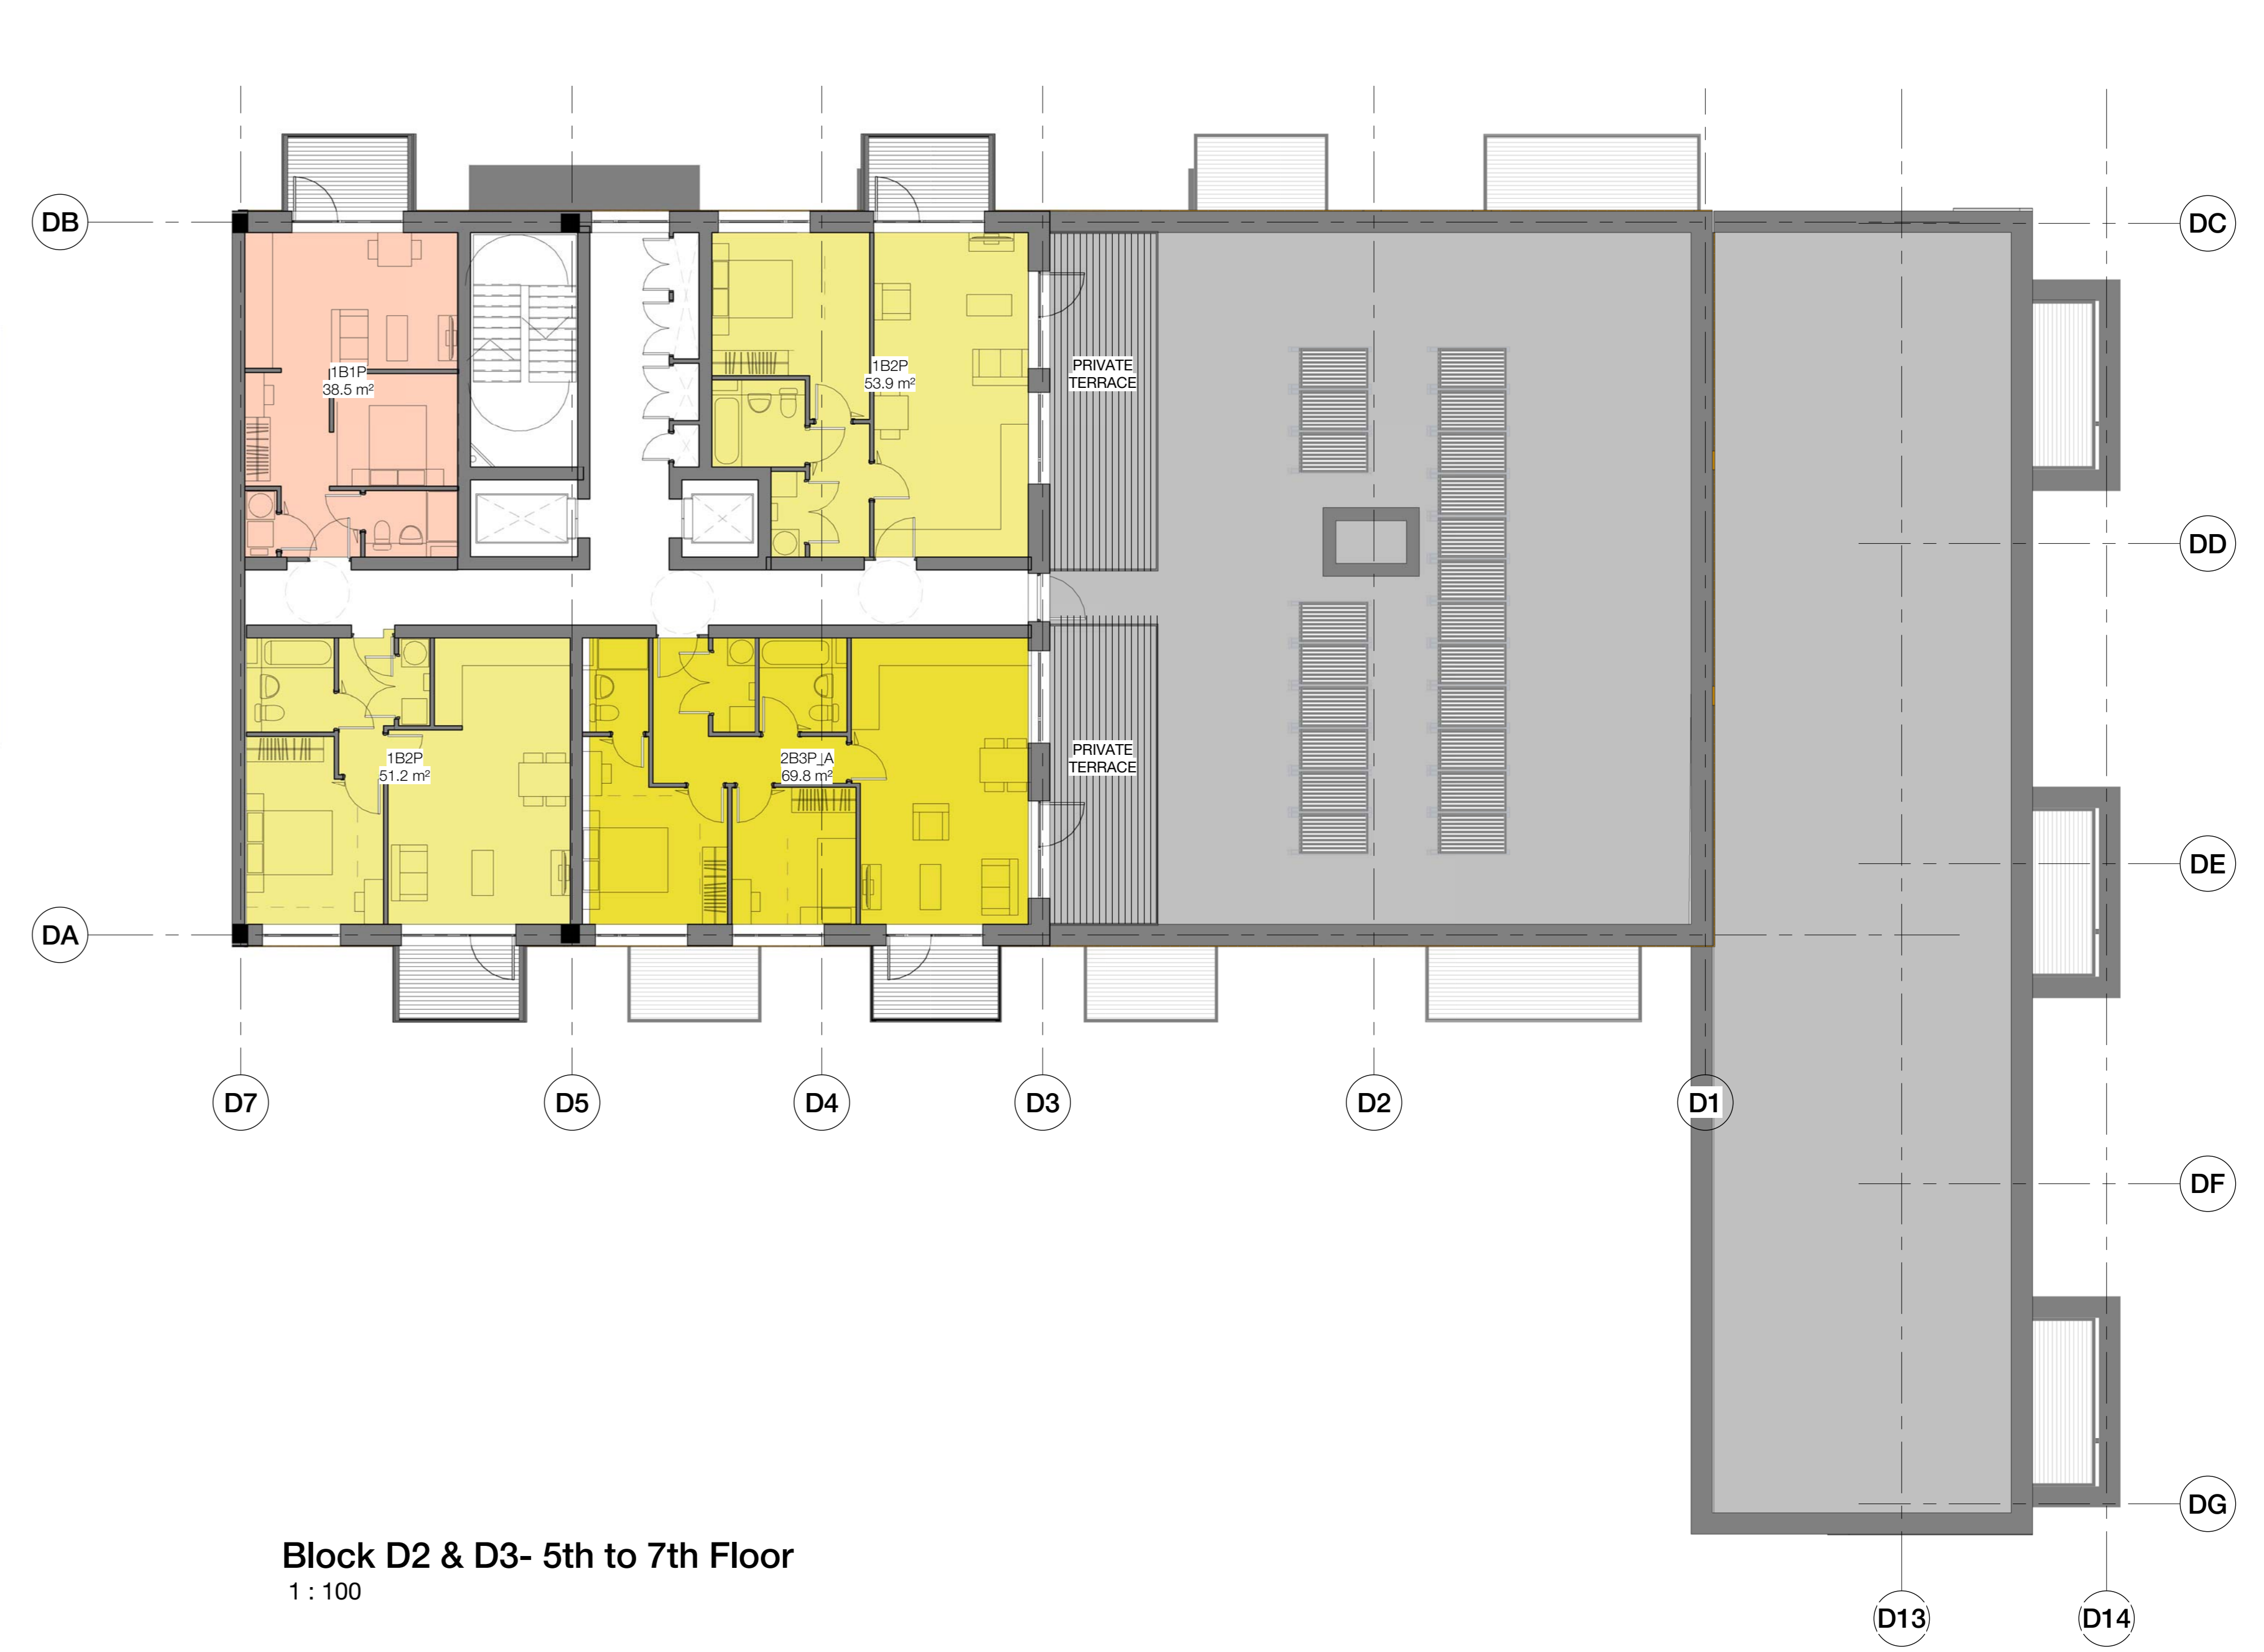 DB
DC
1B1P
38.5 m²
1B2P
53.9 m²
PRIVATE
TERRACE
DD
1B2P
51.2 m²
2B3P_A
69.8 m²
PRIVATE
TERRACE
DE
DA
D7
D5
D4
D3
D2
D1
DF
DG
Block D2 & D3- 5th to 7th Floor
1 : 100
D13
D14